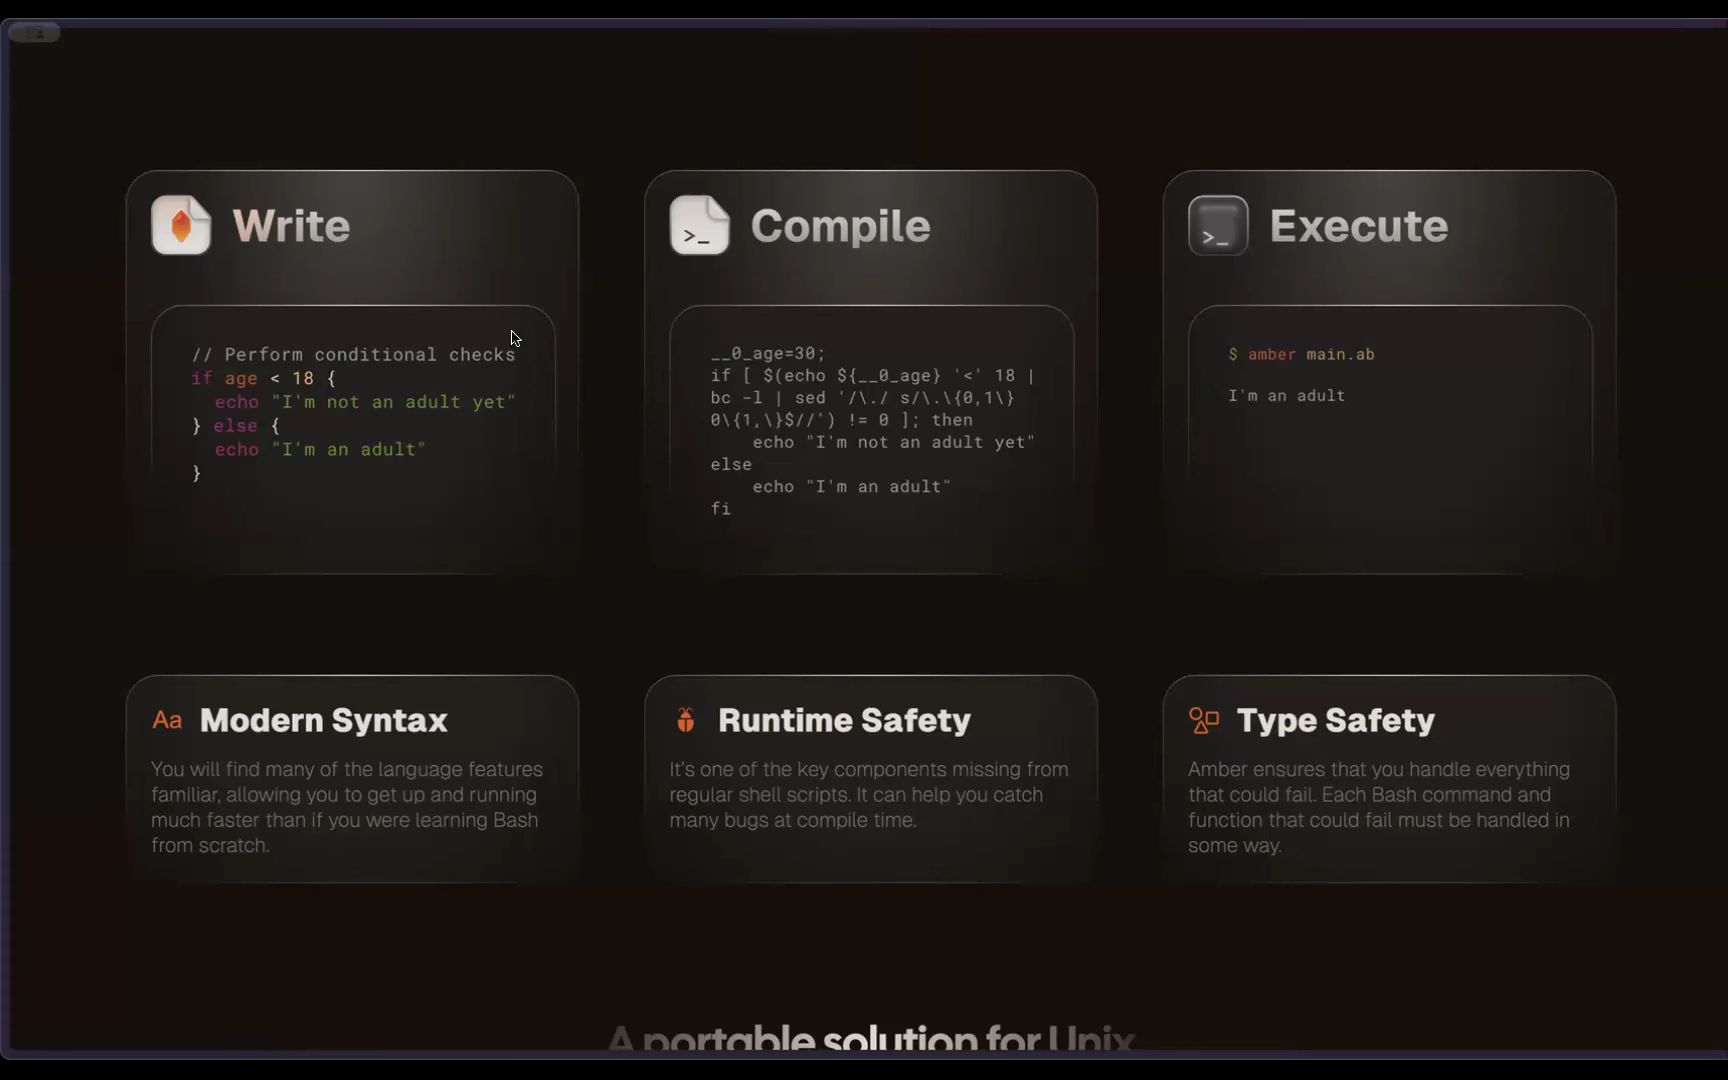 Write
// Perform conditional checks
if age < 18 {
  echo "I'm not an adult yet"
} else {
  echo "I'm an adult"
}
>_
Compile
__0_age=30;
if [ $(echo ${__0_age} '<' 18 |
bc -l | sed '/\./ s/\.\{0,1\}
0\{1,\}$//') != 0 ]; then
    echo "I'm not an adult yet"
else
    echo "I'm an adult"
fi
>_
Execute
$ amber main.ab
I'm an adult
Aa Modern Syntax
You will find many of the language features
familiar, allowing you to get up and running
much faster than if you were learning Bash
from scratch.
Runtime Safety
It's one of the key components missing from
regular shell scripts. It can help you catch
many bugs at compile time.
Type Safety
Amber ensures that you handle everything
that could fail. Each Bash command and
function that could fail must be handled in
some way.
A portable solution for Unix